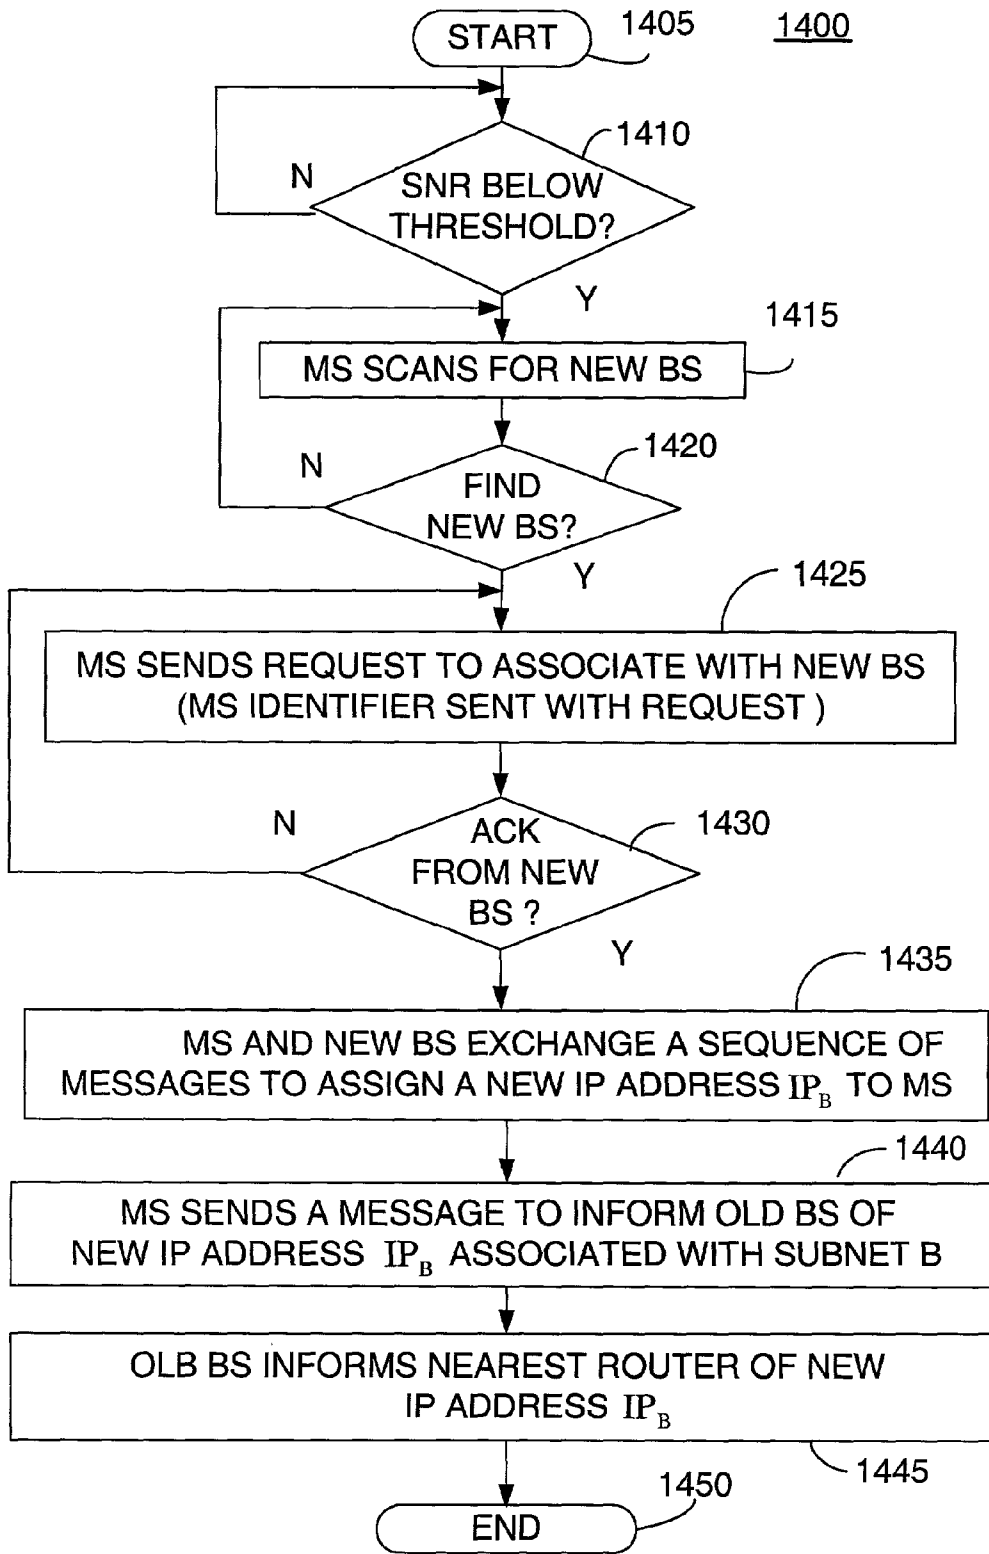 START
1405
1400
1410
N
SNR BELOW
THRESHOLD?
Y
1415
MS SCANS FOR NEW BS
1420
N
FIND
NEW BS?
Y
1425
MS SENDS REQUEST TO ASSOCIATE WITH NEW BS
(MS IDENTIFIER SENT WITH REQUEST )
N
1430
ACK
FROM NEW
BS ?
Y
1435
MS AND NEW BS EXCHANGE A SEQUENCE OF
MESSAGES TO ASSIGN A NEW IP ADDRESS IP_B TO MS
1440
MS SENDS A MESSAGE TO INFORM OLD BS OF
NEW IP ADDRESS IP_B ASSOCIATED WITH SUBNET B
OLB BS INFORMS NEAREST ROUTER OF NEW
IP ADDRESS IP_B
1445
1450
END